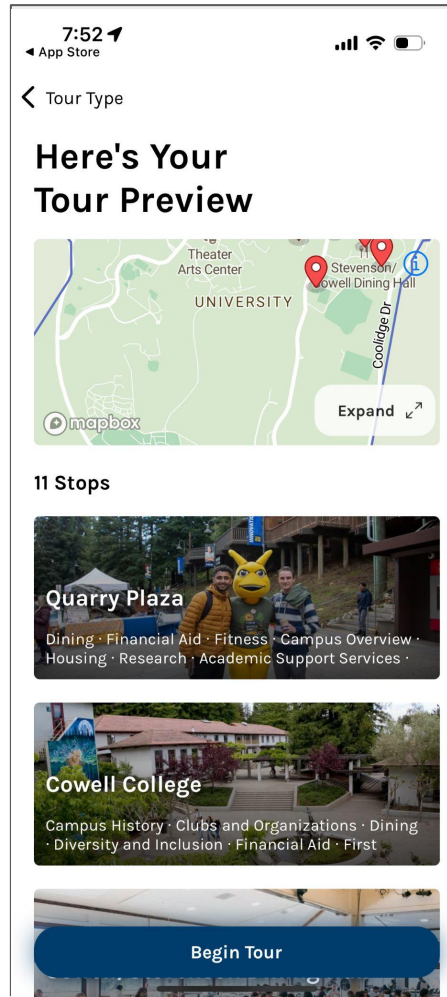 7:52
◀ App Store
Tour Type
Here's Your
Tour Preview
Theater
Arts Center
UNIVERSITY
11
Stevenson/
Cowell Dining Hall
Coolidge Dr
mapbox
Expand
11 Stops
Quarry Plaza
Dining · Financial Aid · Fitness · Campus Overview ·
Housing · Research · Academic Support Services ·
Cowell College
Campus History · Clubs and Organizations · Dining
· Diversity and Inclusion · Financial Aid · First
Begin Tour